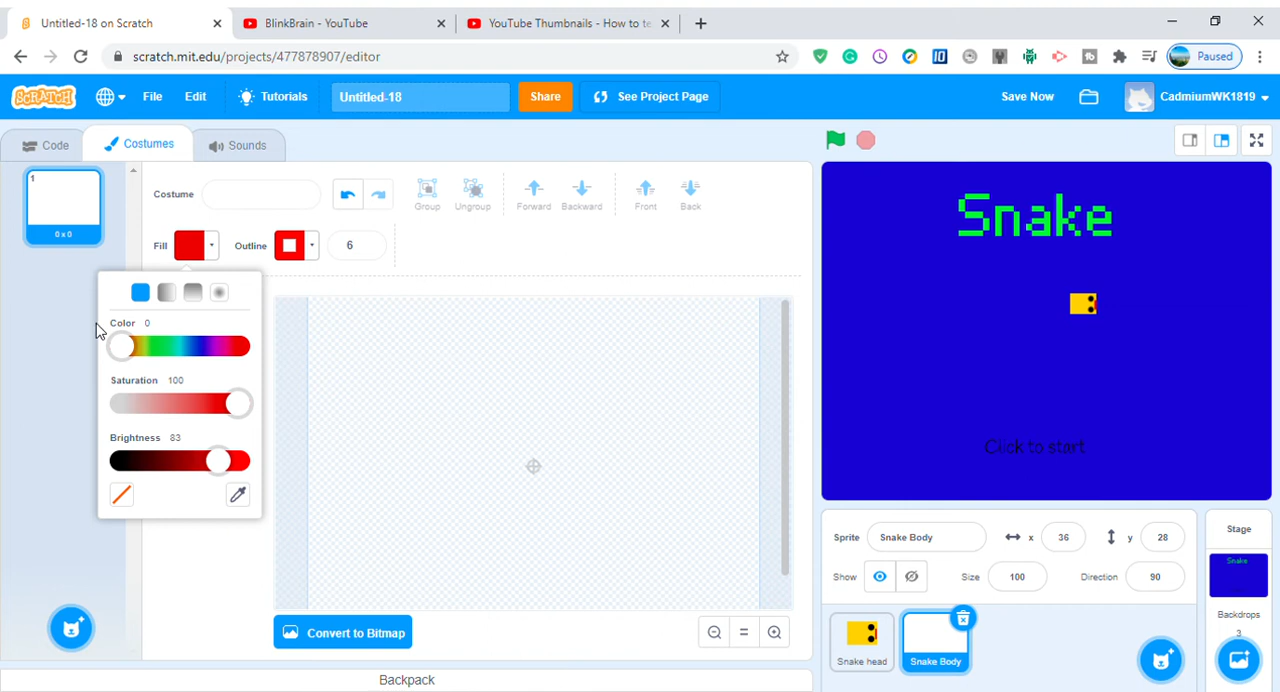 Untitled-18 on Scratch
BlinkBrain - YouTube
YouTube Thumbnails - How to te
scratch.mit.edu/projects/477878907/editor
Paused
SCRATCH
File
Edit
Tutorials
Untitled-18
Share
See Project Page
Save Now
CadmiumWK1819
Code
Costumes
Sounds
1
0 x 0
Costume
Group
Ungroup
Forward
Backward
Front
Back
Fill
Outline
6
Color 0
Saturation 100
Brightness 83
Convert to Bitmap
Backpack
Snake
Click to start
Sprite
Snake Body
x
36
y
28
Show
Size
100
Direction
90
Snake head
Snake Body
Stage
Snake
Backdrops
3